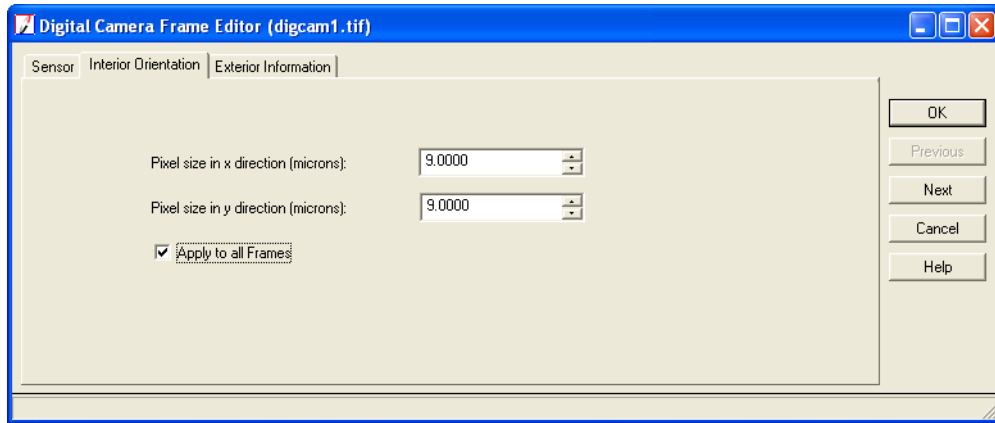 Digital Camera Frame Editor (digcam1.tif)
Sensor Interior Orientation Exterior Information
OK
Pixel size in x direction (microns): 9.0000
Previous
Next
Pixel size in y direction (microns): 9.0000
Cancel
Apply to all Frames
Help